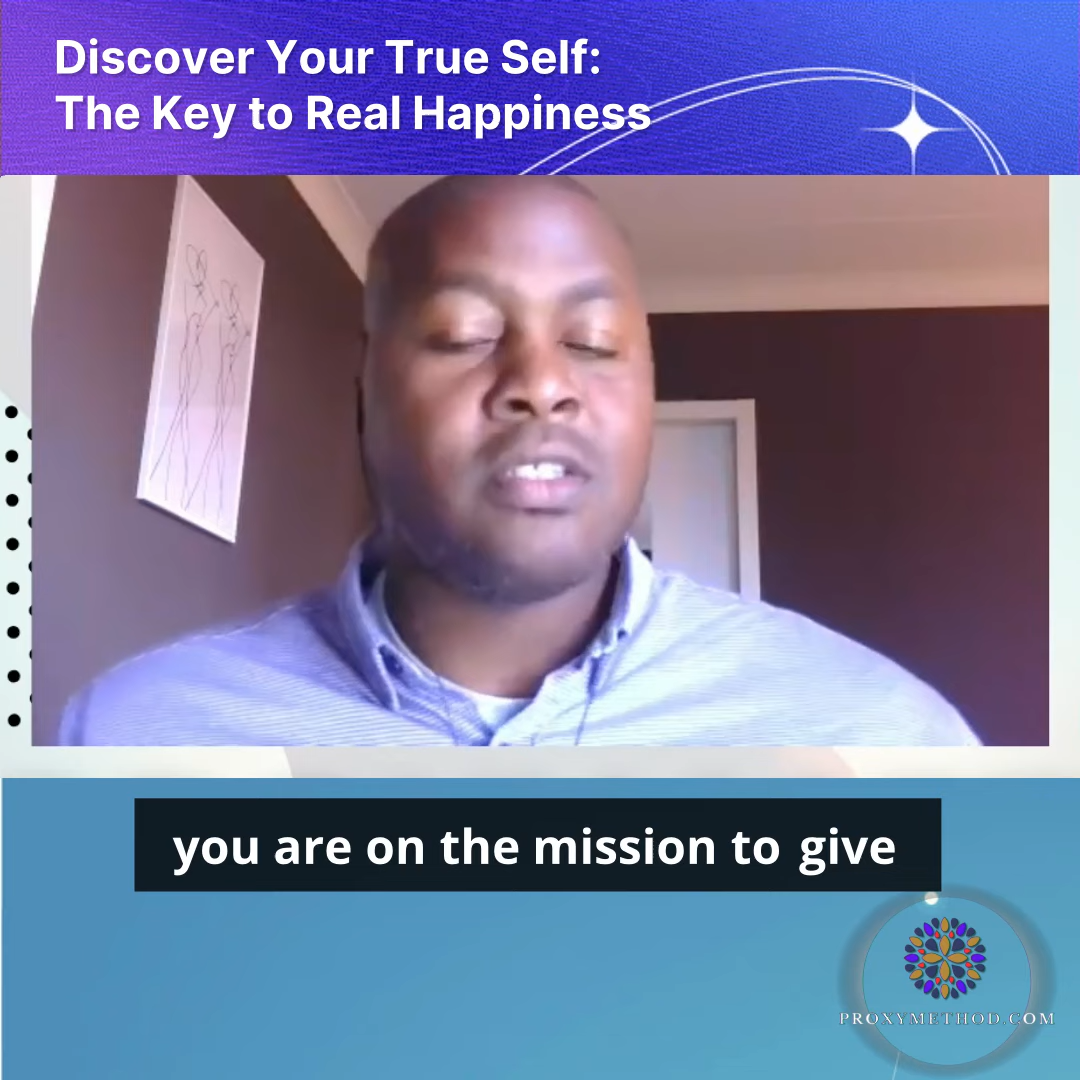 Discover Your True Self:
The Key to Real Happiness
you are on the mission to give
PROXYMETHOD.COM